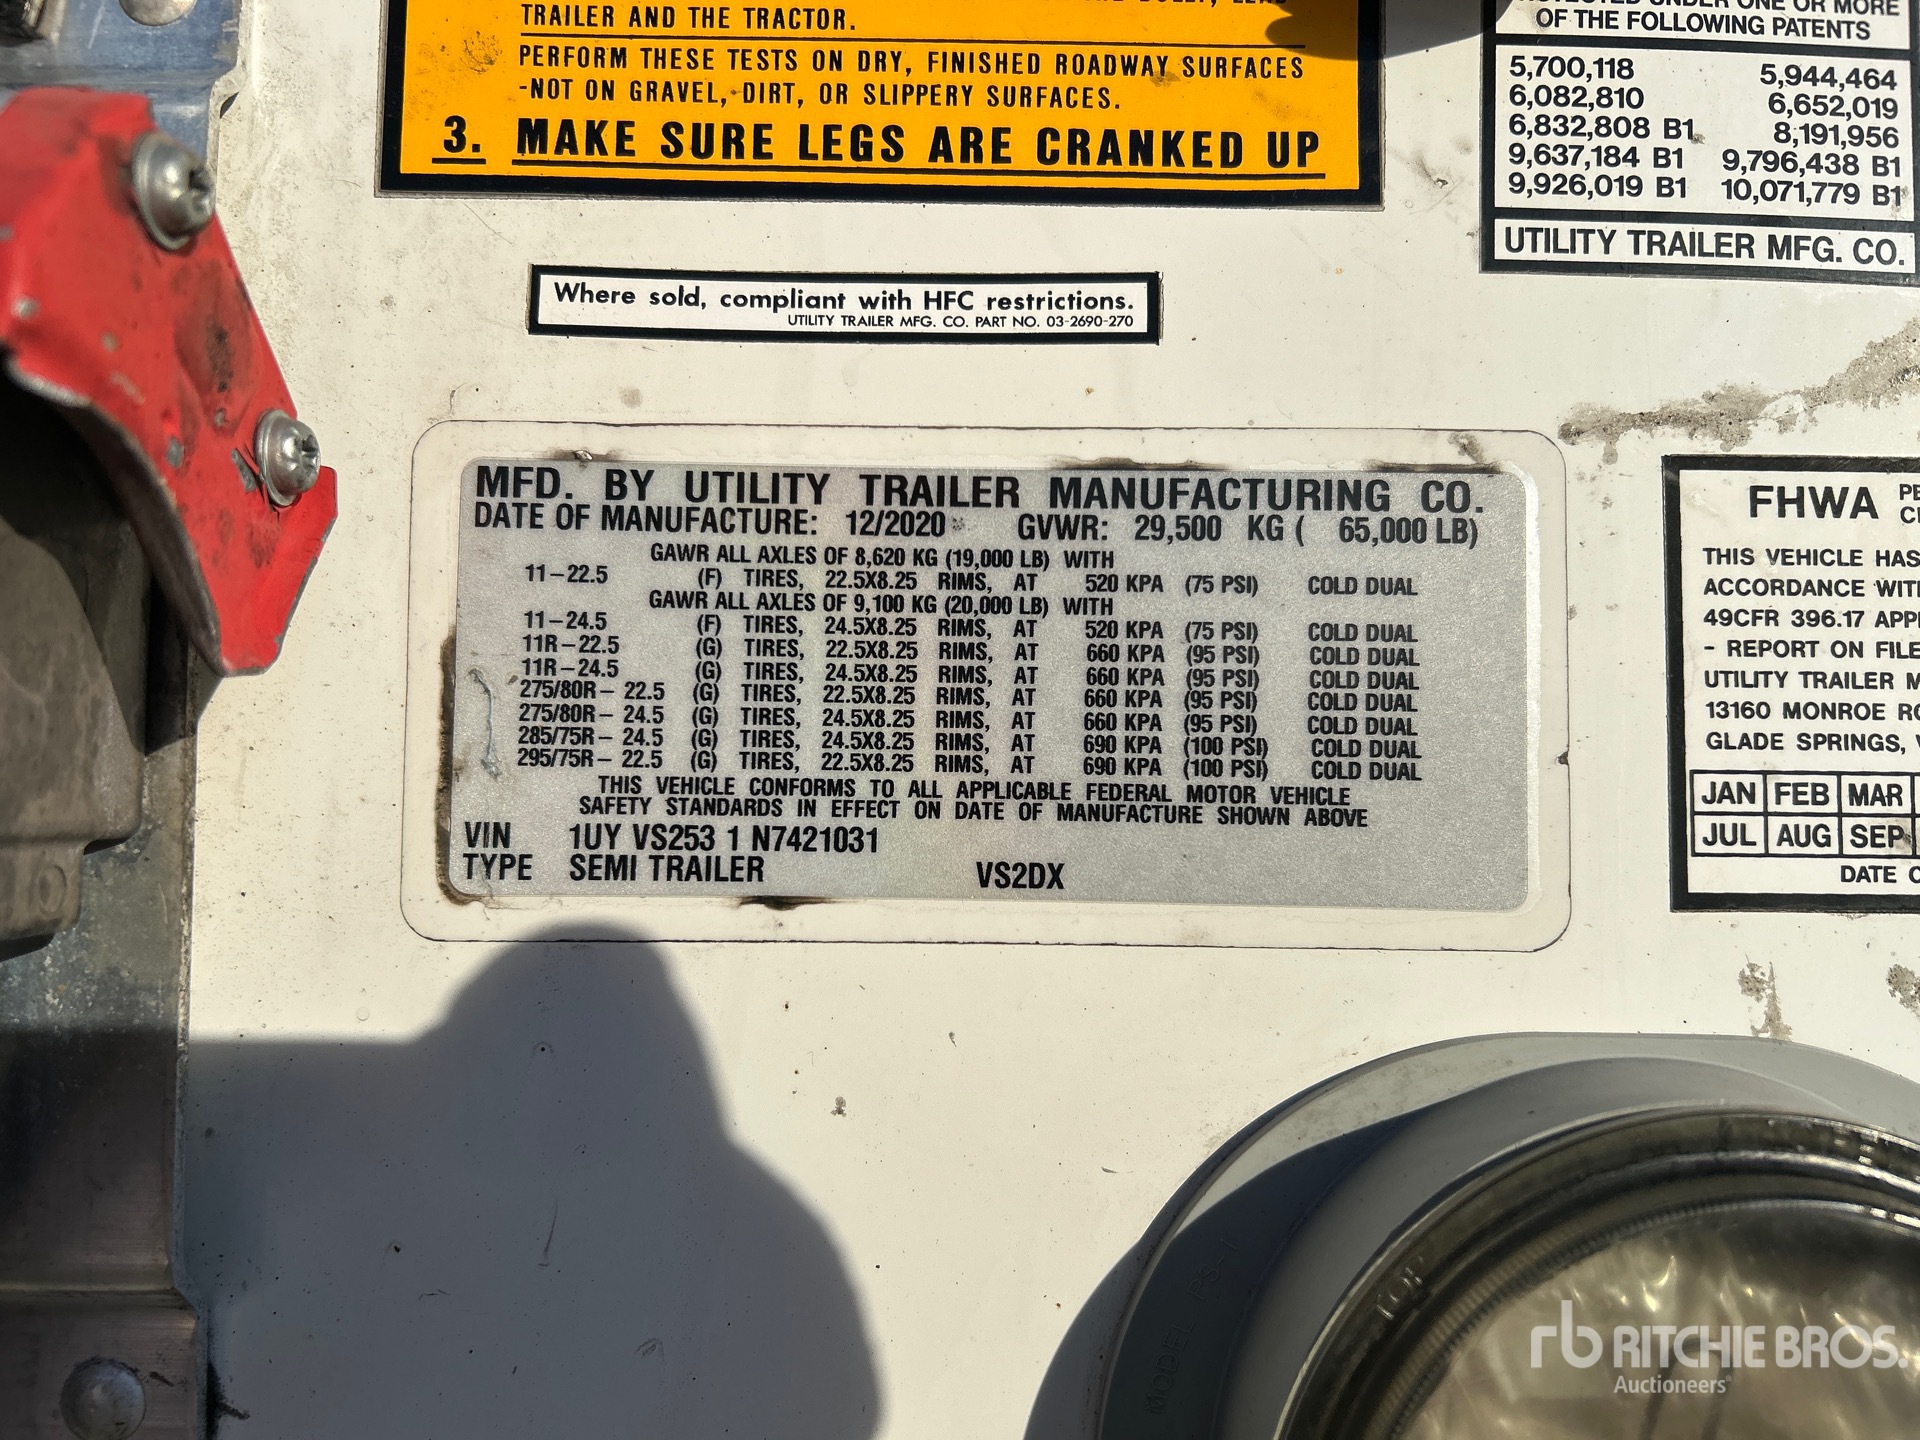 TRAILER AND THE TRACTOR.
PERFORM THESE TESTS ON DRY, FINISHED ROADWAY SURFACES
-NOT ON GRAVEL, DIRT, OR SLIPPERY SURFACES.
3. MAKE SURE LEGS ARE CRANKED UP
UNDER ONE OR MORE
OF THE FOLLOWING PATENTS
5,700,118 5,944,464
6,082,810 6,652,019
6,832,808 B1 8,191,956
9,637,184 B1 9,796,438 B1
9,926,019 B1 10,071,779 B1
UTILITY TRAILER MFG. CO.
Where sold, compliant with HFC restrictions.
UTILITY TRAILER MFG. CO. PART NO. 03-2690-270
MFD. BY UTILITY TRAILER MANUFACTURING CO.
DATE OF MANUFACTURE: 12/2020 GVWR: 29,500 KG ( 65,000 LB)
GAWR ALL AXLES OF 8,620 KG (19,000 LB) WITH
11-22.5 (F) TIRES, 22.5X8.25 RIMS, AT 520 KPA (75 PSI) COLD DUAL
GAWR ALL AXLES OF 9,100 KG (20,000 LB) WITH
11-24.5 (F) TIRES, 24.5X8.25 RIMS, AT 520 KPA (75 PSI) COLD DUAL
11R-22.5 (G) TIRES, 22.5X8.25 RIMS, AT 660 KPA (95 PSI) COLD DUAL
11R-24.5 (G) TIRES, 24.5X8.25 RIMS, AT 660 KPA (95 PSI) COLD DUAL
275/80R- 22.5 (G) TIRES, 22.5X8.25 RIMS, AT 660 KPA (95 PSI) COLD DUAL
275/80R- 24.5 (G) TIRES, 24.5X8.25 RIMS, AT 660 KPA (95 PSI) COLD DUAL
285/75R- 24.5 (G) TIRES, 24.5X8.25 RIMS, AT 690 KPA (100 PSI) COLD DUAL
295/75R- 22.5 (G) TIRES, 22.5X8.25 RIMS, AT 690 KPA (100 PSI) COLD DUAL
THIS VEHICLE CONFORMS TO ALL APPLICABLE FEDERAL MOTOR VEHICLE
SAFETY STANDARDS IN EFFECT ON DATE OF MANUFACTURE SHOWN ABOVE
VIN 1UY VS253 1 N7421031
TYPE SEMI TRAILER VS2DX
FHWA
THIS VEHICLE HAS
ACCORDANCE
49CFR 396.17
- REPORT ON FILE
UTILITY TRAILER
13160 MONROE
GLADE SPRINGS,
JAN FEB MAR
JUL AUG SEP
DATE
MODEL PS-1
TOP
rb RITCHIE BROS.
Auctioneers